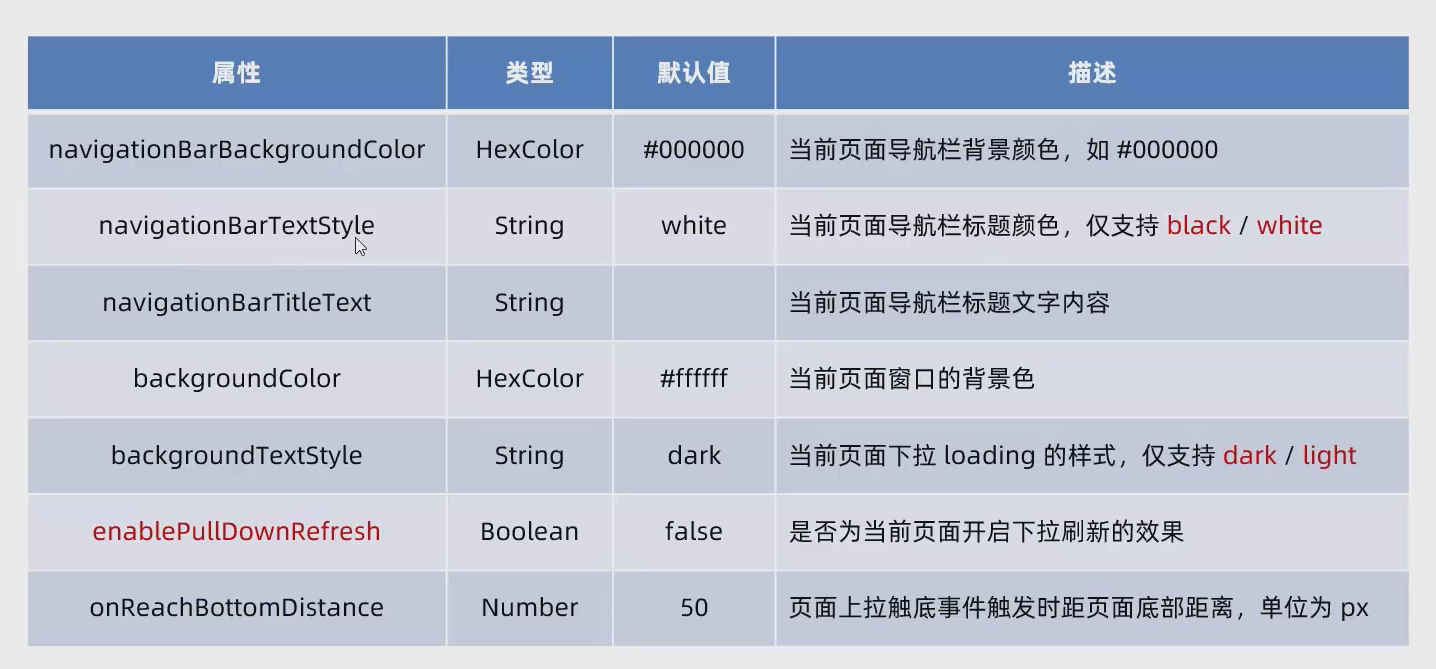 属性 类型 默认值 描述
navigationBarBackgroundColor HexColor #000000 当前页面导航栏背景颜色，如 #000000
navigationBarTextStyle String white 当前页面导航栏标题颜色，仅支持 black / white
navigationBarTitleText String 当前页面导航栏标题文字内容
backgroundColor HexColor #ffffff 当前页面窗口的背景色
backgroundTextStyle String dark 当前页面下拉 loading 的样式，仅支持 dark / light
enablePullDownRefresh Boolean false 是否为当前页面开启下拉刷新的效果
onReachBottomDistance Number 50 页面上拉触底事件触发时距页面底部距离，单位为 px